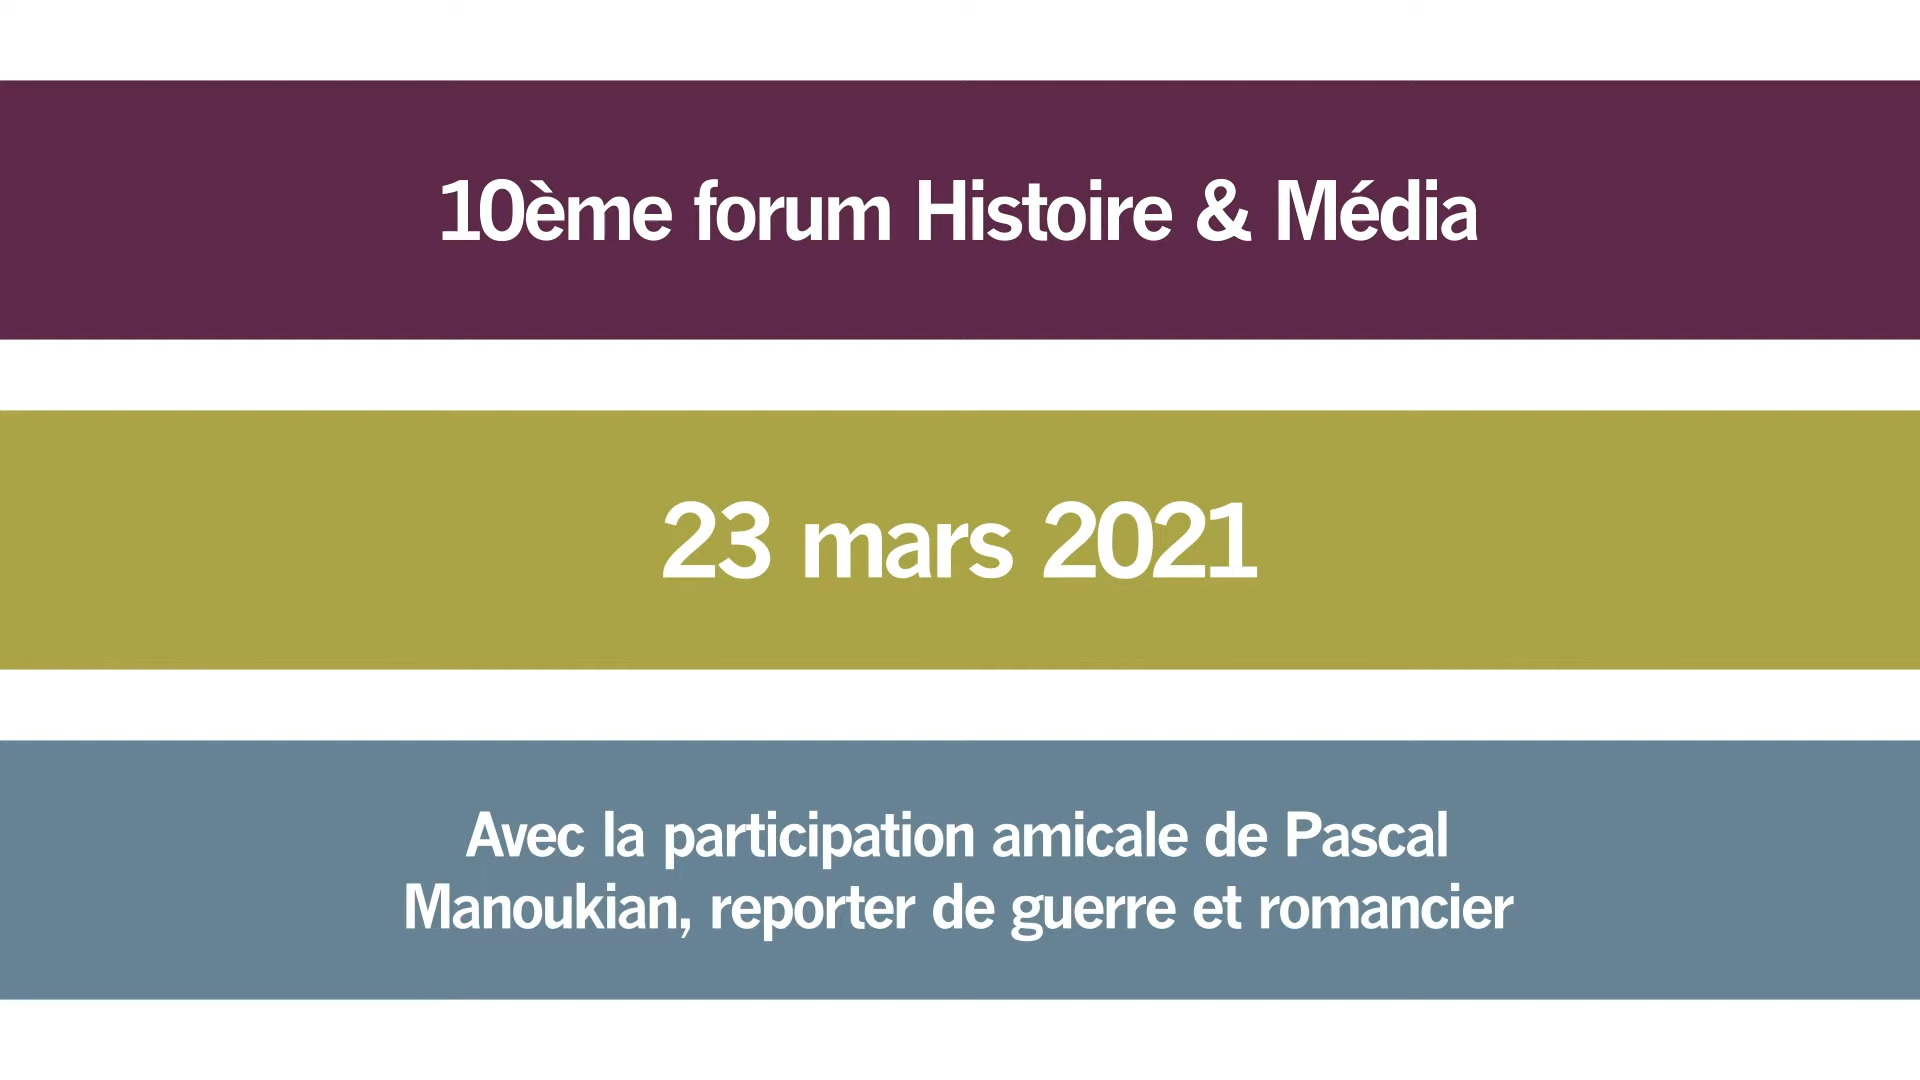 10ème forum Histoire & Média
23 mars 2021
Avec la participation amicale de Pascal
Manoukian, reporter de guerre et romancier